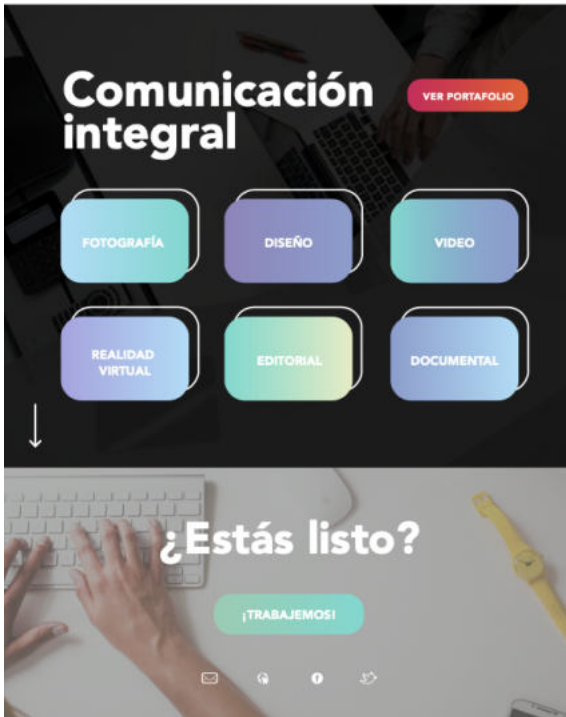 Comunicación
integral
VER PORTAFOLIO
FOTOGRAFÍA
DISEÑO
VIDEO
REALIDAD
VIRTUAL
EDITORIAL
DOCUMENTAL
¿Estás listo?
¡TRABAJEMOS!